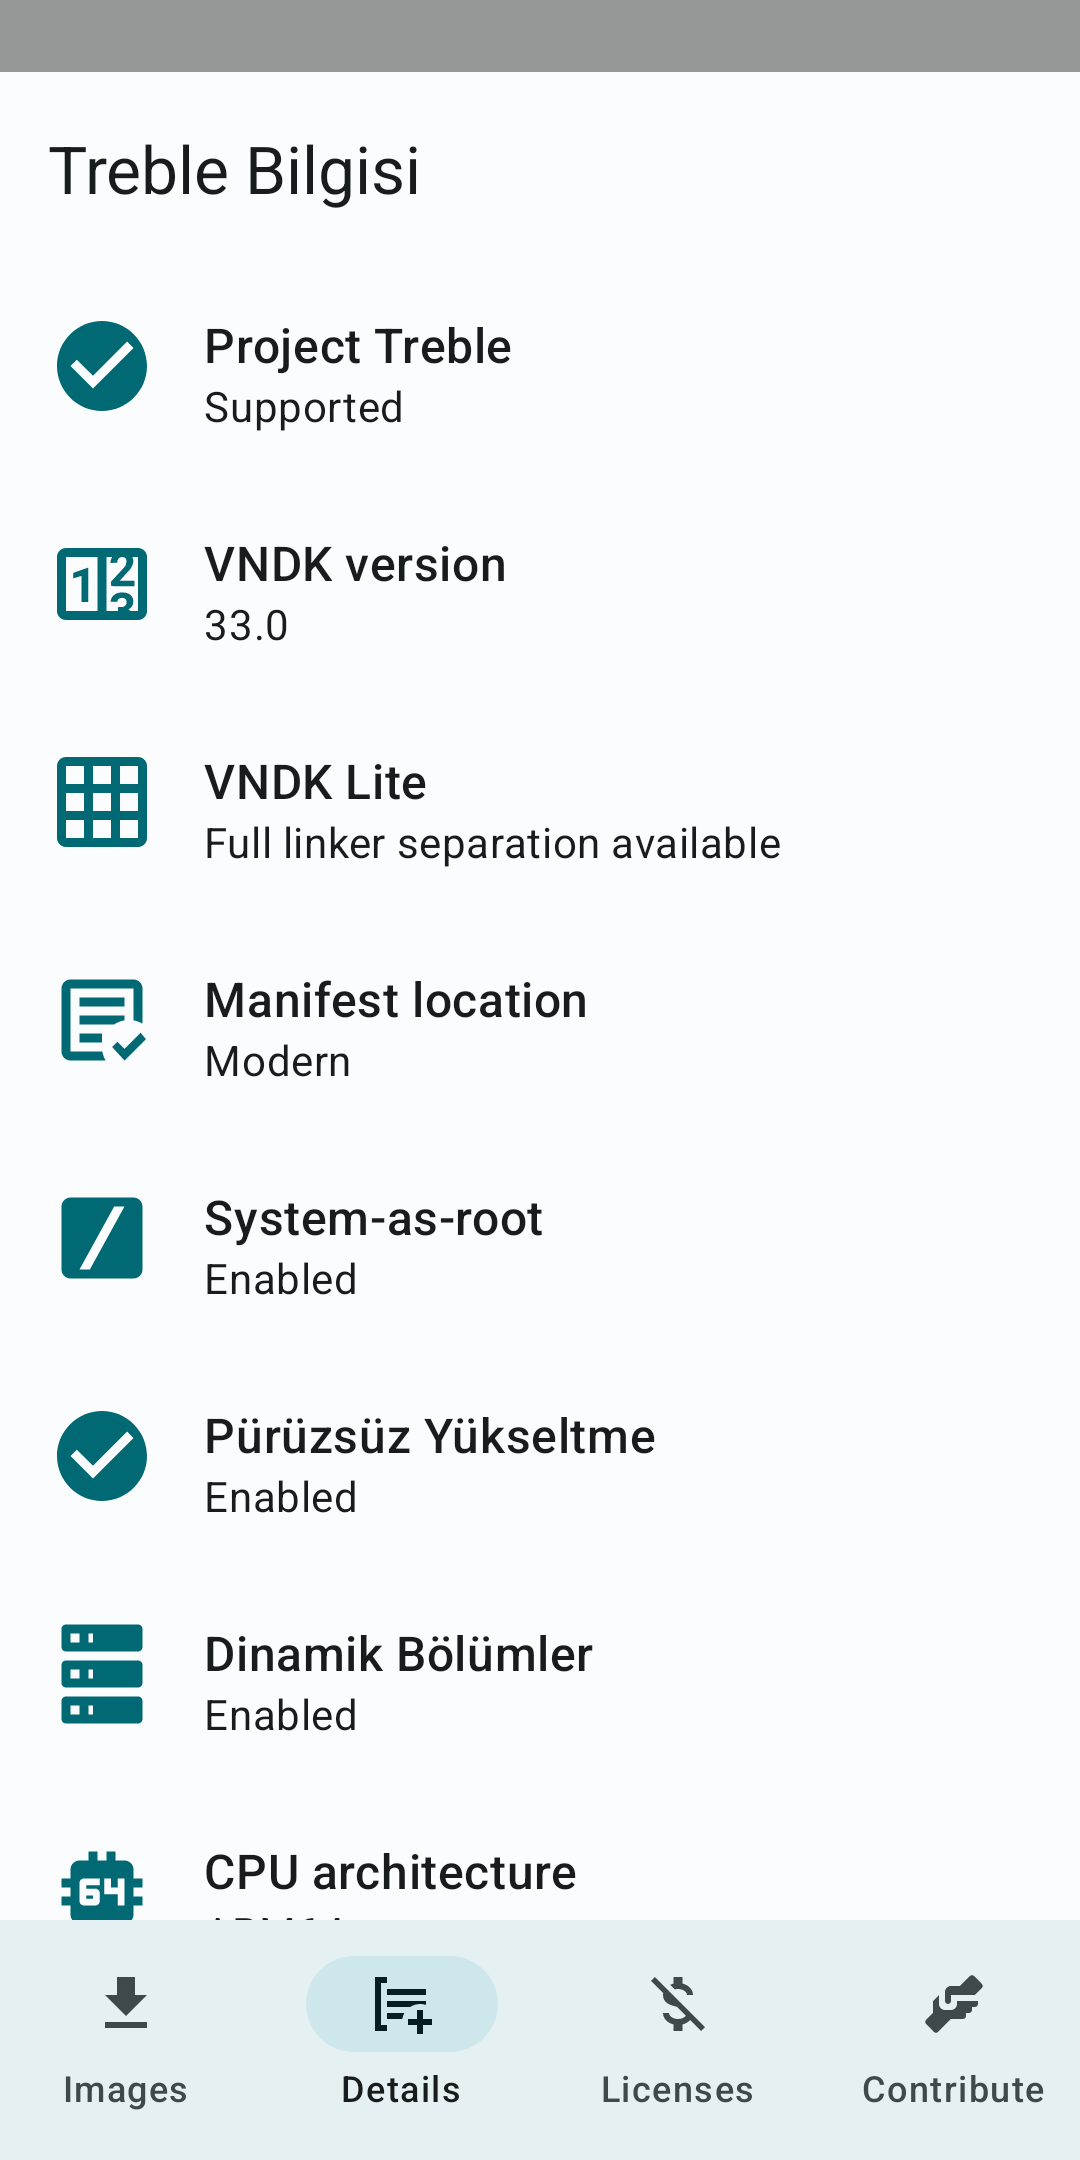 Treble Bilgisi
Project Treble
Supported
VNDK version
33.0
VNDK Lite
Full linker separation available
Manifest location
Modern
System-as-root
Enabled
Pürüzsüz Yükseltme
Enabled
Dinamik Bölümler
Enabled
CPU architecture
Images
Details
Licenses
Contribute